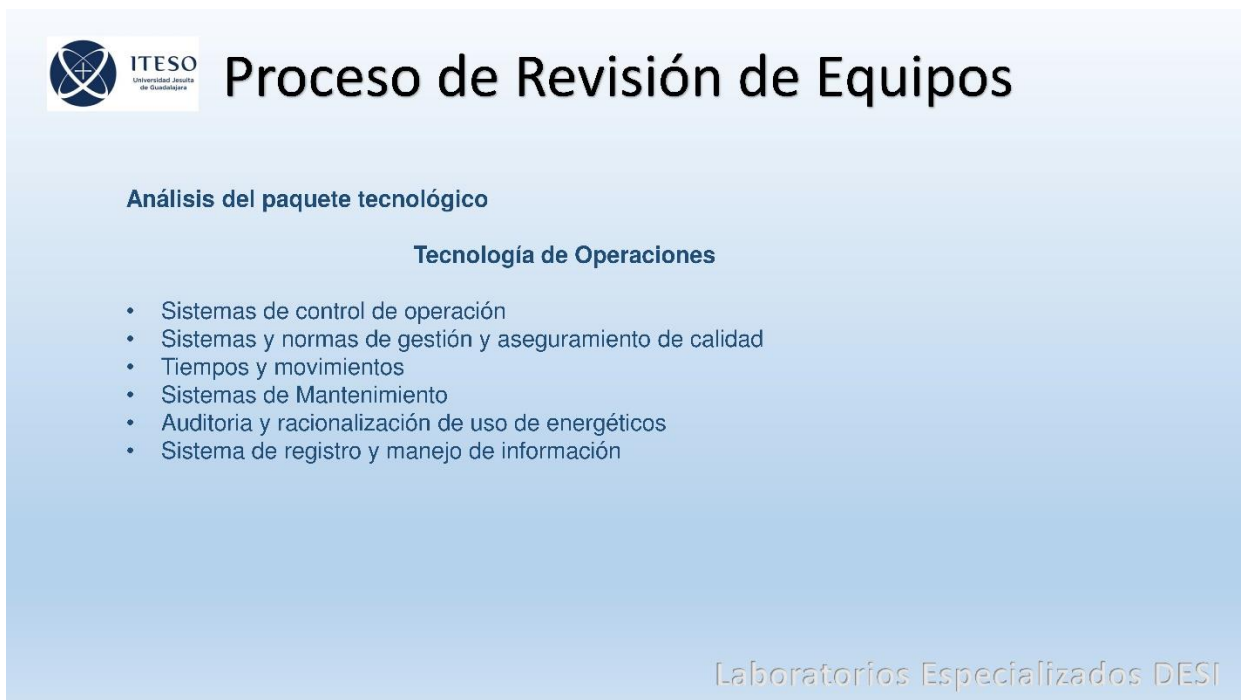 ITESO
Universidad Jesuita
de Guadalajara
Proceso de Revisión de Equipos
Análisis del paquete tecnológico
Tecnología de Operaciones
• Sistemas de control de operación
• Sistemas y normas de gestión y aseguramiento de calidad
• Tiempos y movimientos
• Sistemas de Mantenimiento
• Auditoria y racionalización de uso de energéticos
• Sistema de registro y manejo de información
Laboratorios Especializados DESI